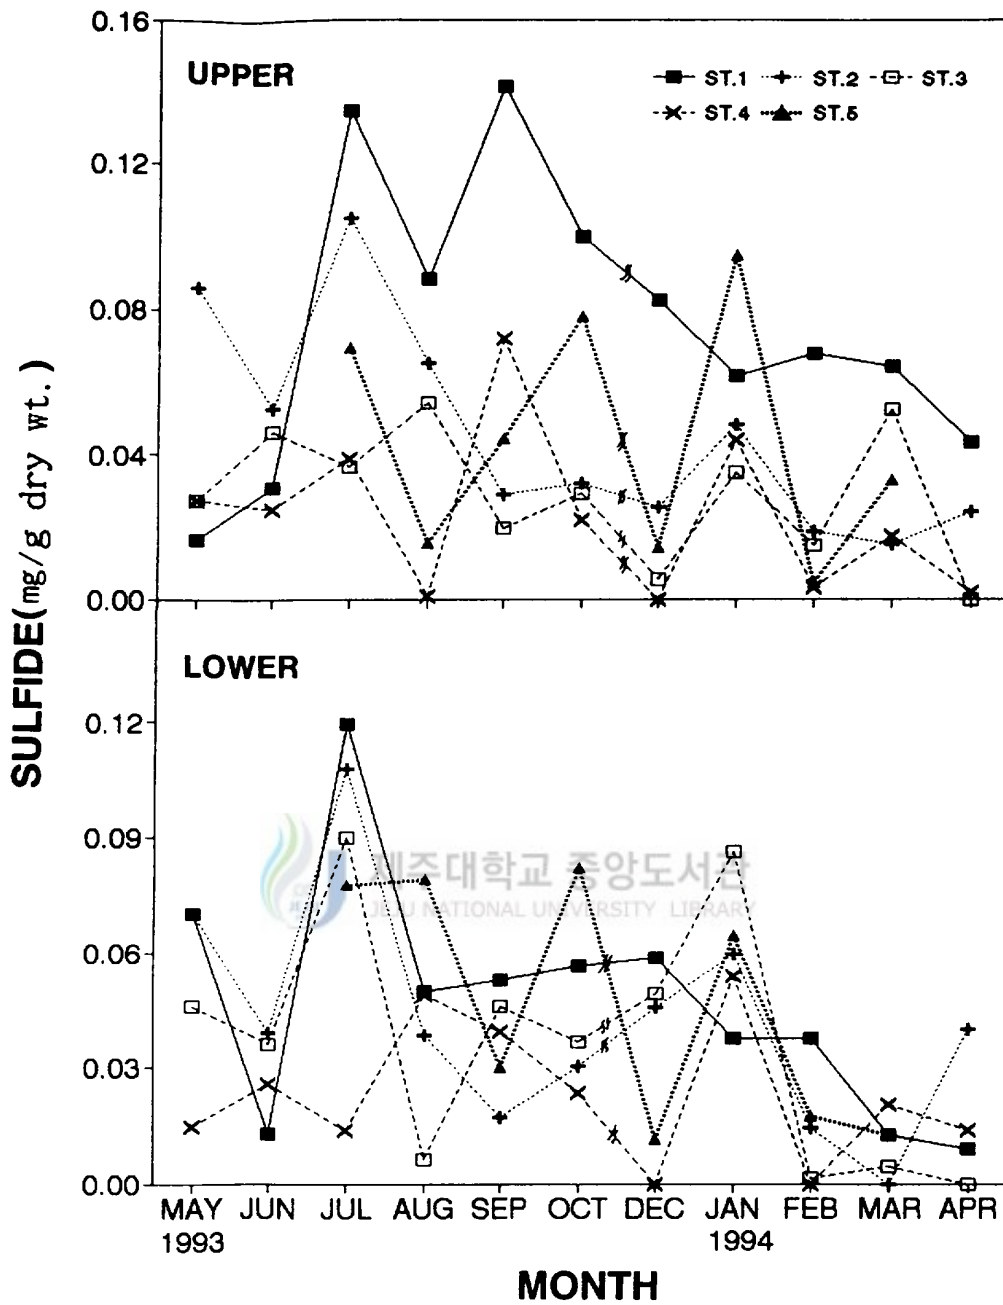 SULFIDE(mg/g dry wt.)
0.16
0.12
0.08
0.04
0.00
UPPER
ST.1 ST.2 ST.3
ST.4 ST.5
LOWER
0.12
0.09
0.06
0.03
0.00
제주대학교 중앙도서관
JEJU NATIONAL UNIVERSITY LIBRARY
MAY JUN JUL AUG SEP OCT DEC JAN FEB MAR APR
1993 1994
MONTH